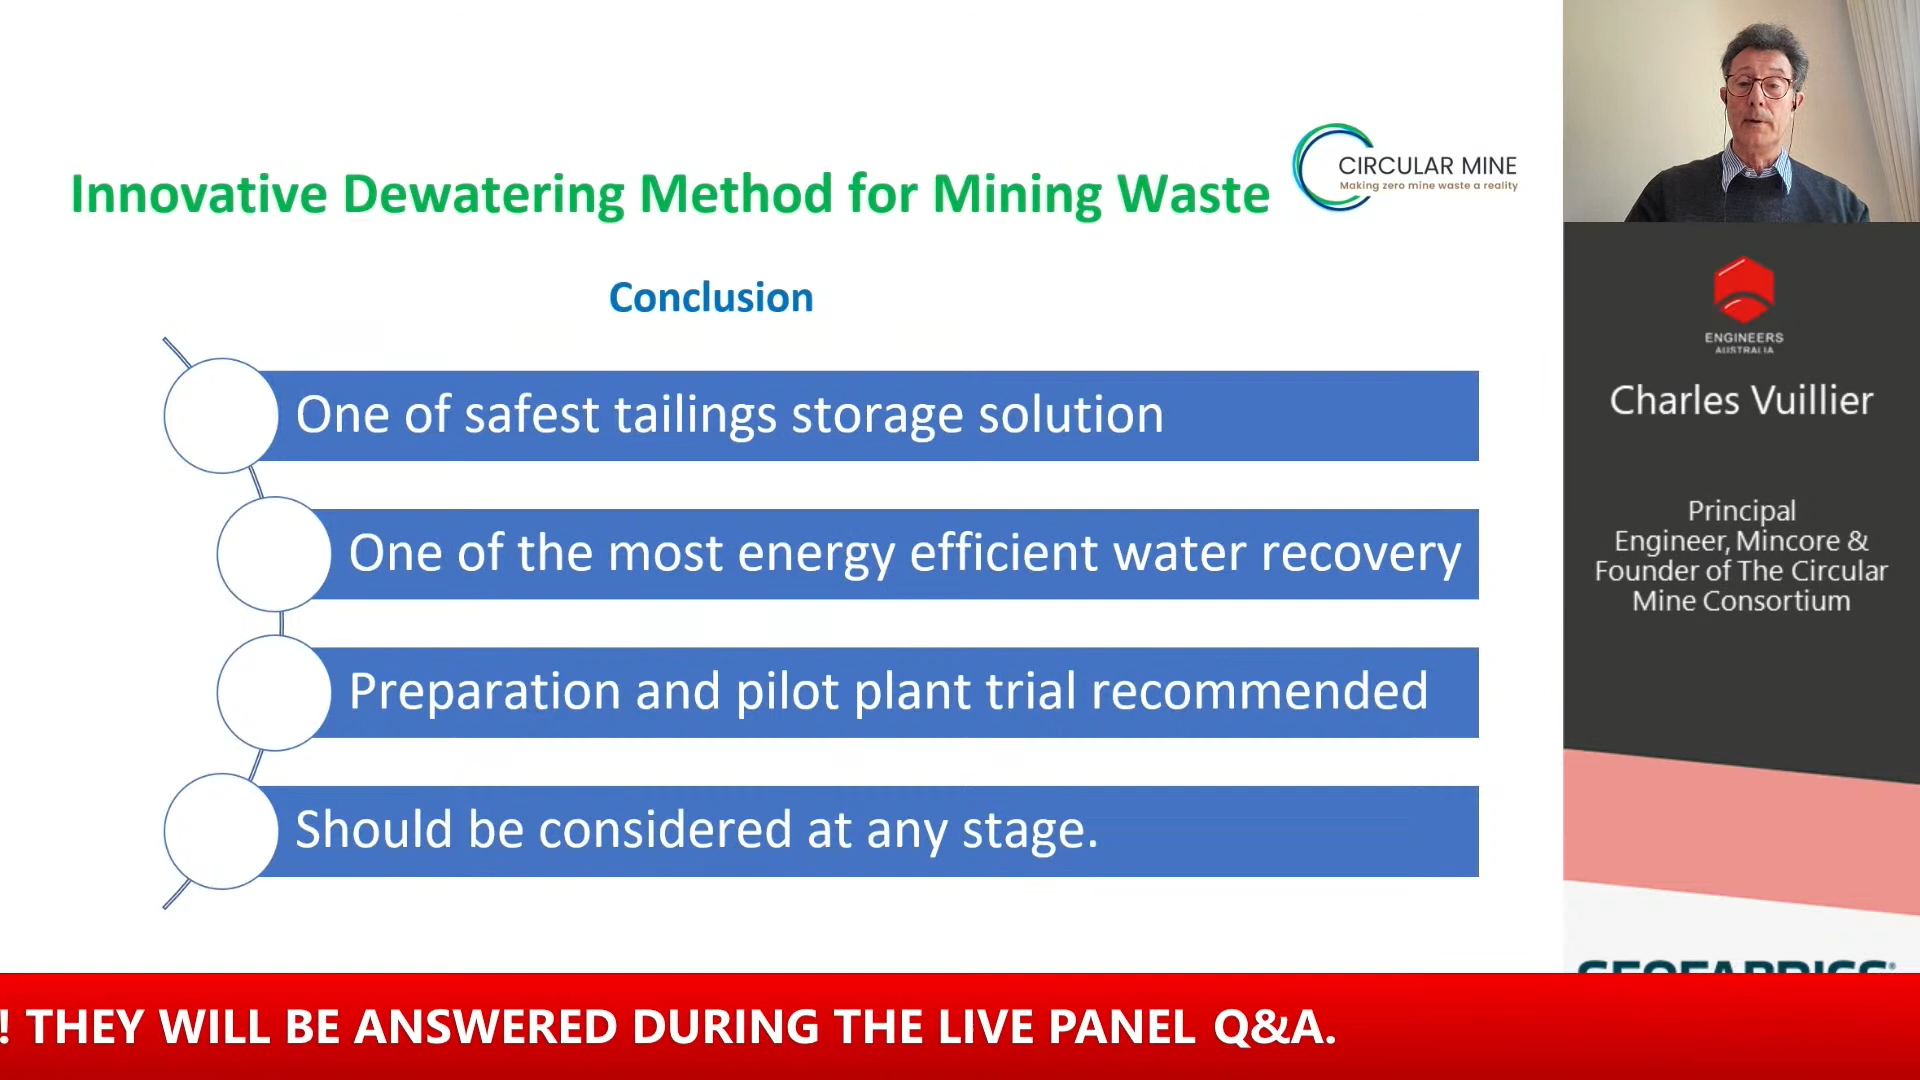 Innovative Dewatering Method for Mining Waste
CIRCULAR MINE
Making zero mine waste a reality
Conclusion
One of safest tailings storage solution
One of the most energy efficient water recovery
Preparation and pilot plant trial recommended
Should be considered at any stage.
ENGINEERS
AUSTRALIA
Charles Vuillier
Principal
Engineer, Mincore &
Founder of The Circular
Mine Consortium
GEOFABRICS®
! THEY WILL BE ANSWERED DURING THE LIVE PANEL Q&A.